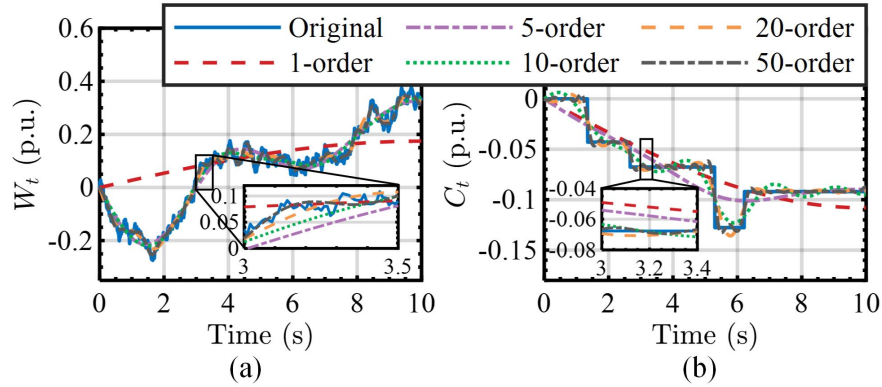 Original 5-order 20-order
1-order 10-order 50-order
0.6
0.4
0.2
0
-0.2
W_t (p.u.)
0.1
0.05
0
3 3.5
0 2 4 6 8 10
Time (s)
(a)
0
-0.05
-0.1
-0.15
C_t (p.u.)
-0.04
-0.06
-0.08
3 3.2 3.4
0 2 4 6 8 10
Time (s)
(b)